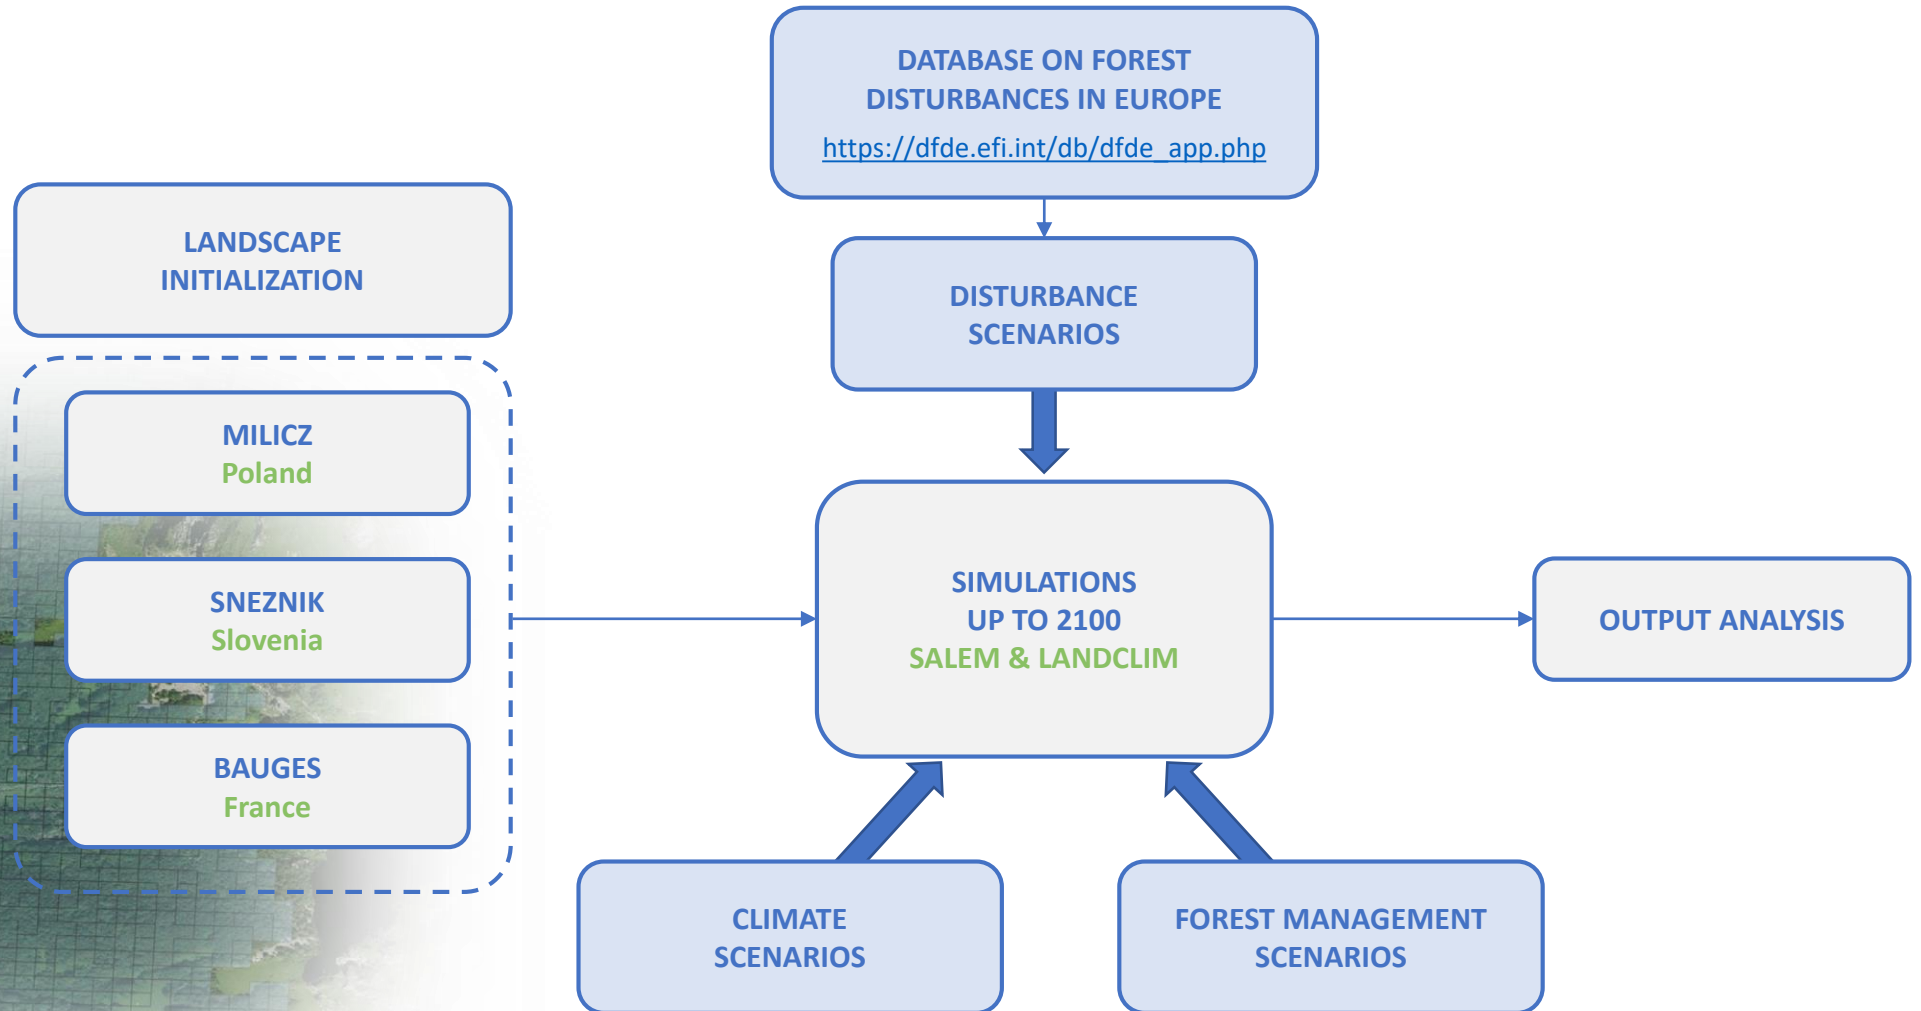 DATABASE ON FOREST
DISTURBANCES IN EUROPE
https://dfde.efi.int/db/dfde_app.php
LANDSCAPE
INITIALIZATION
DISTURBANCE
SCENARIOS
MILICZ
Poland
SNEZNIK
Slovenia
BAUGES
France
SIMULATIONS
UP TO 2100
SALEM & LANDCLIM
OUTPUT ANALYSIS
CLIMATE
SCENARIOS
FOREST MANAGEMENT
SCENARIOS